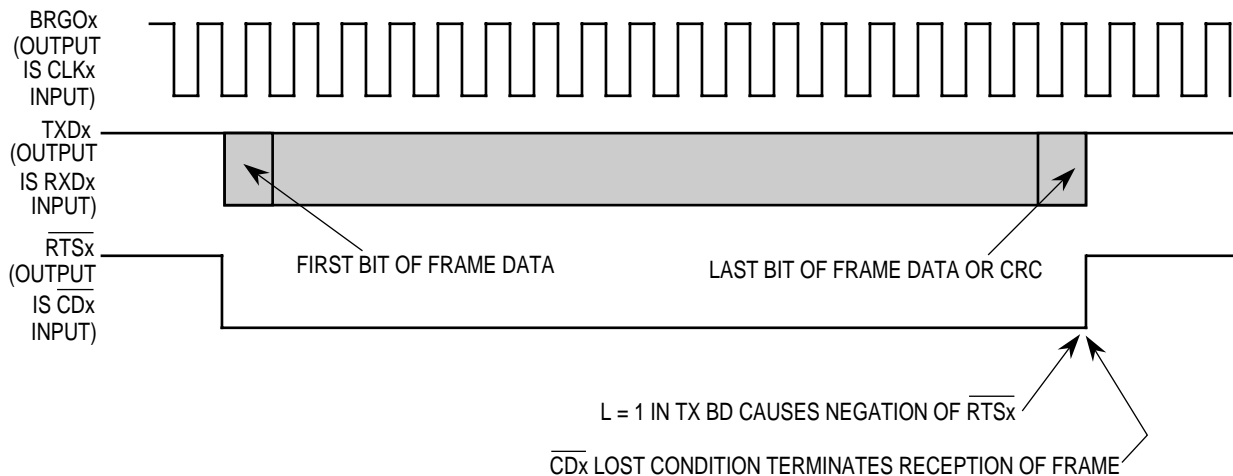 BRGOx
(OUTPUT
IS CLKx
INPUT)
TXDx
(OUTPUT
IS RXDx
INPUT)
RTSx
(OUTPUT
IS CDx
INPUT)
FIRST BIT OF FRAME DATA
LAST BIT OF FRAME DATA OR CRC
L = 1 IN TX BD CAUSES NEGATION OF RTSx
CDx LOST CONDITION TERMINATES RECEPTION OF FRAME